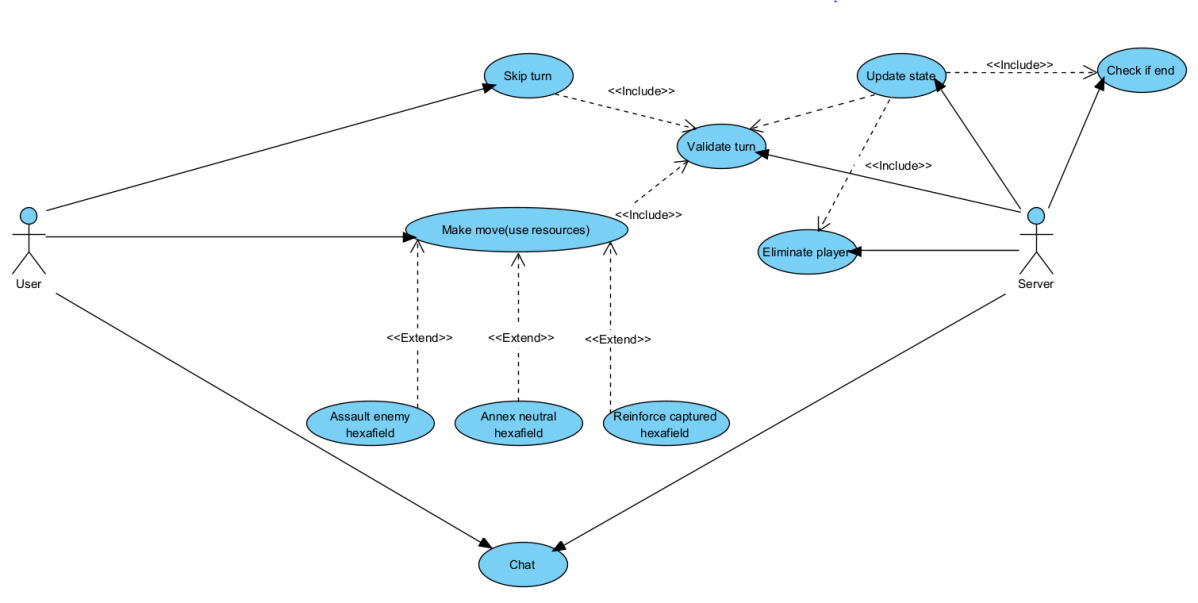 <<Include>>
Skip turn
Update state
Check if end
<<Include>>
Validate turn
<<Include>>
<<Include>>
Make move(use resources)
Eliminate player
User
Server
<<Extend>>
<<Extend>>
<<Extend>>
Assault enemy
hexafield
Annex neutral
hexafield
Reinforce captured
hexafield
Chat